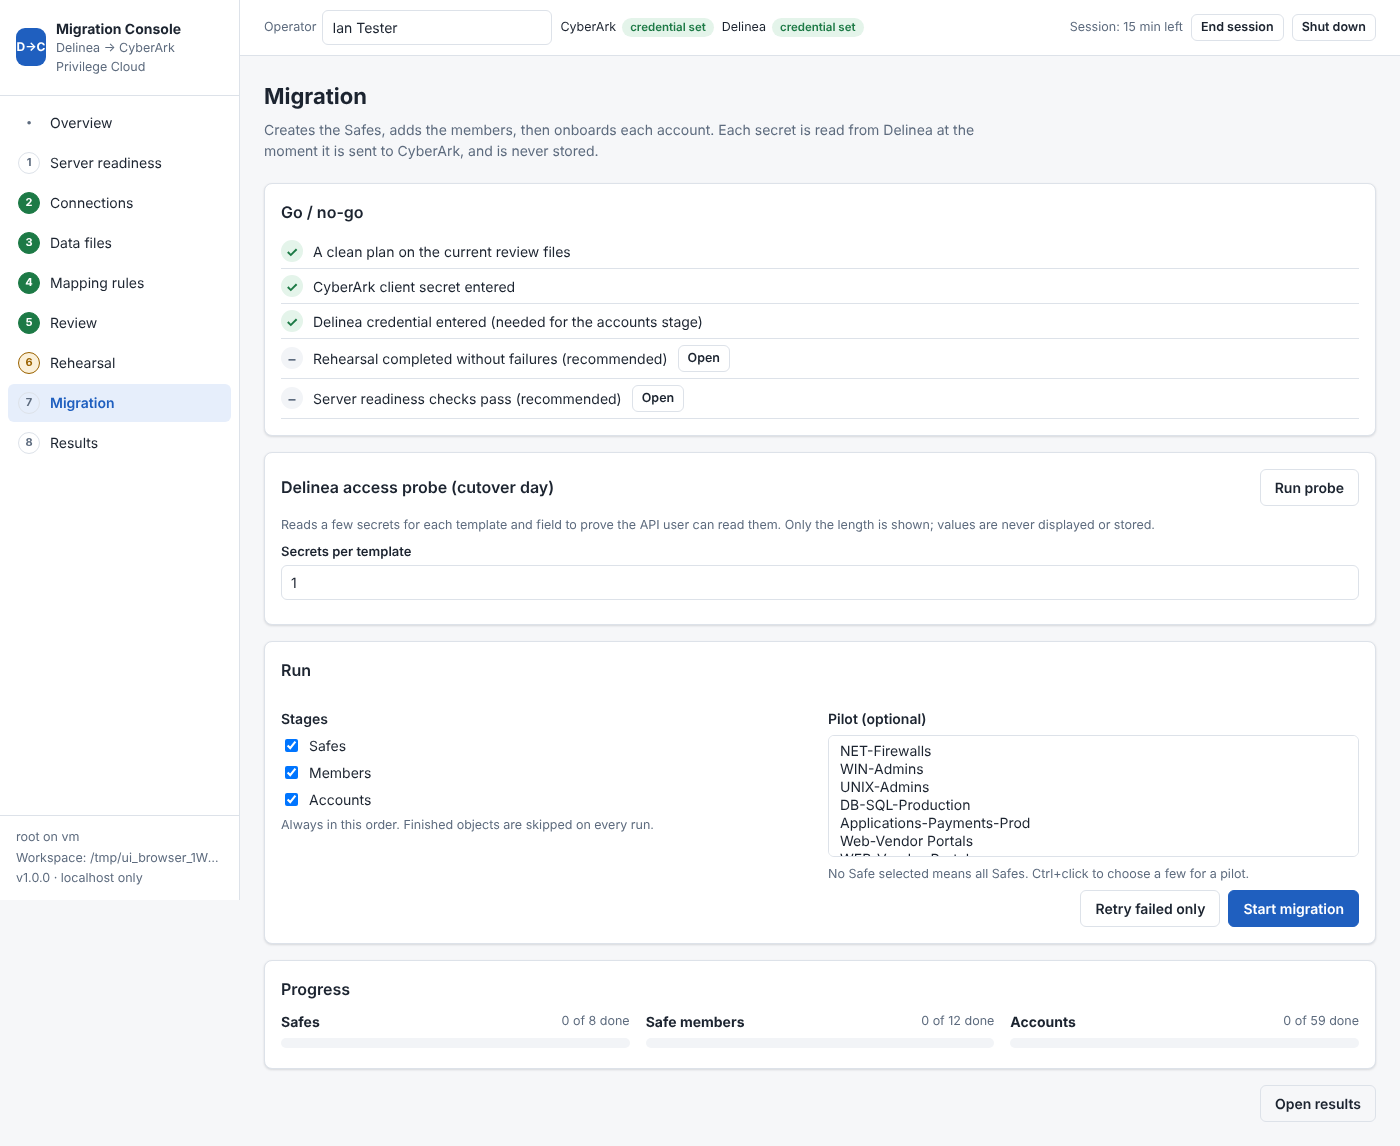 D→C
Migration Console
Delinea → CyberArk
Privilege Cloud
• Overview
1 Server readiness
2 Connections
3 Data files
4 Mapping rules
5 Review
6 Rehearsal
7 Migration
8 Results
root on vm
Workspace: /tmp/ui_browser_1W...
v1.0.0 · localhost only
Operator Ian Tester CyberArk credential set Delinea credential set Session: 15 min left End session Shut down
Migration
Creates the Safes, adds the members, then onboards each account. Each secret is read from Delinea at the
moment it is sent to CyberArk, and is never stored.
Go / no-go
A clean plan on the current review files
CyberArk client secret entered
Delinea credential entered (needed for the accounts stage)
– Rehearsal completed without failures (recommended) Open
– Server readiness checks pass (recommended) Open
Delinea access probe (cutover day) Run probe
Reads a few secrets for each template and field to prove the API user can read them. Only the length is shown; values are never displayed or stored.
Secrets per template
1
Run
Stages
Safes
Members
Accounts
Always in this order. Finished objects are skipped on every run.
Pilot (optional)
NET-Firewalls
WIN-Admins
UNIX-Admins
DB-SQL-Production
Applications-Payments-Prod
Web-Vendor Portals
No Safe selected means all Safes. Ctrl+click to choose a few for a pilot.
Retry failed only Start migration
Progress
Safes 0 of 8 done Safe members 0 of 12 done Accounts 0 of 59 done
Open results